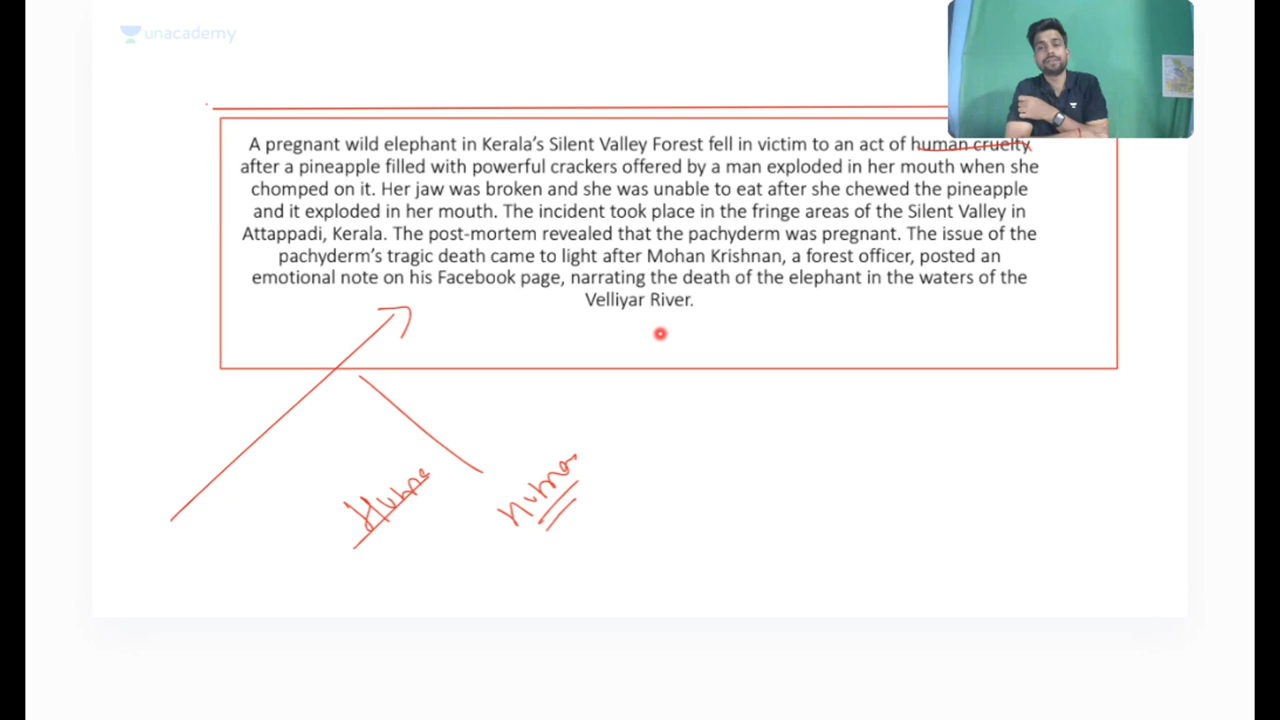 unacademy
A pregnant wild elephant in Kerala's Silent Valley Forest fell in victim to an act of human cruelty
after a pineapple filled with powerful crackers offered by a man exploded in her mouth when she
chomped on it. Her jaw was broken and she was unable to eat after she chewed the pineapple
and it exploded in her mouth. The incident took place in the fringe areas of the Silent Valley in
Attappadi, Kerala. The post-mortem revealed that the pachyderm was pregnant. The issue of the
pachyderm's tragic death came to light after Mohan Krishnan, a forest officer, posted an
emotional note on his Facebook page, narrating the death of the elephant in the waters of the
Velliyar River.